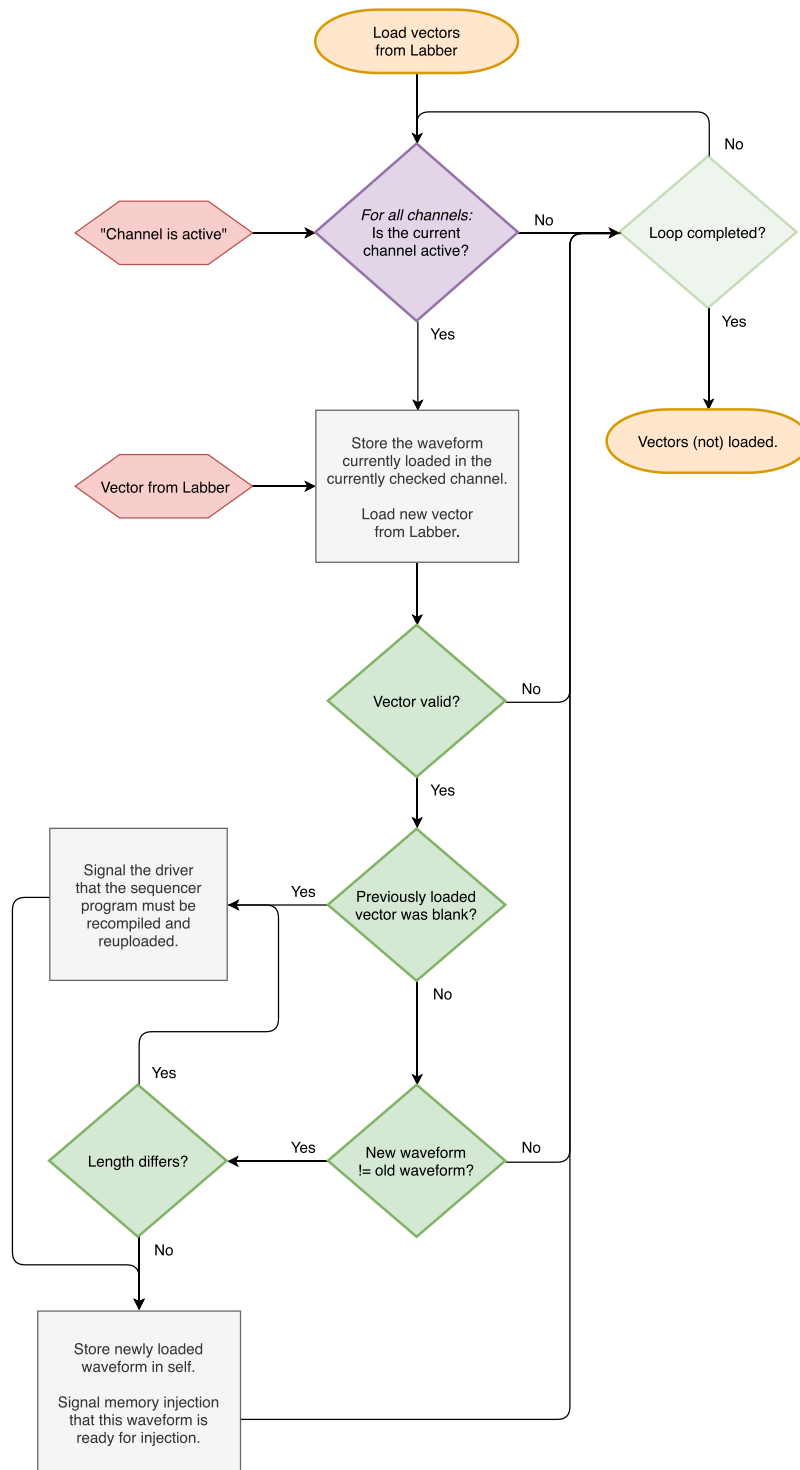 Load vectors
from Labber
No
"Channel is active"
For all channels:
Is the current
channel active?
No
Loop completed?
Yes
Yes
Vectors (not) loaded.
Store the waveform
currently loaded in the
currently checked channel.
Load new vector
from Labber.
Vector from Labber
Vector valid?
No
Yes
Signal the driver
that the sequencer
program must be
recompiled and
reuploaded.
Yes
Previously loaded
vector was blank?
No
Yes
Length differs?
Yes
New waveform
!= old waveform?
No
No
Store newly loaded
waveform in self.
Signal memory injection
that this waveform is
ready for injection.